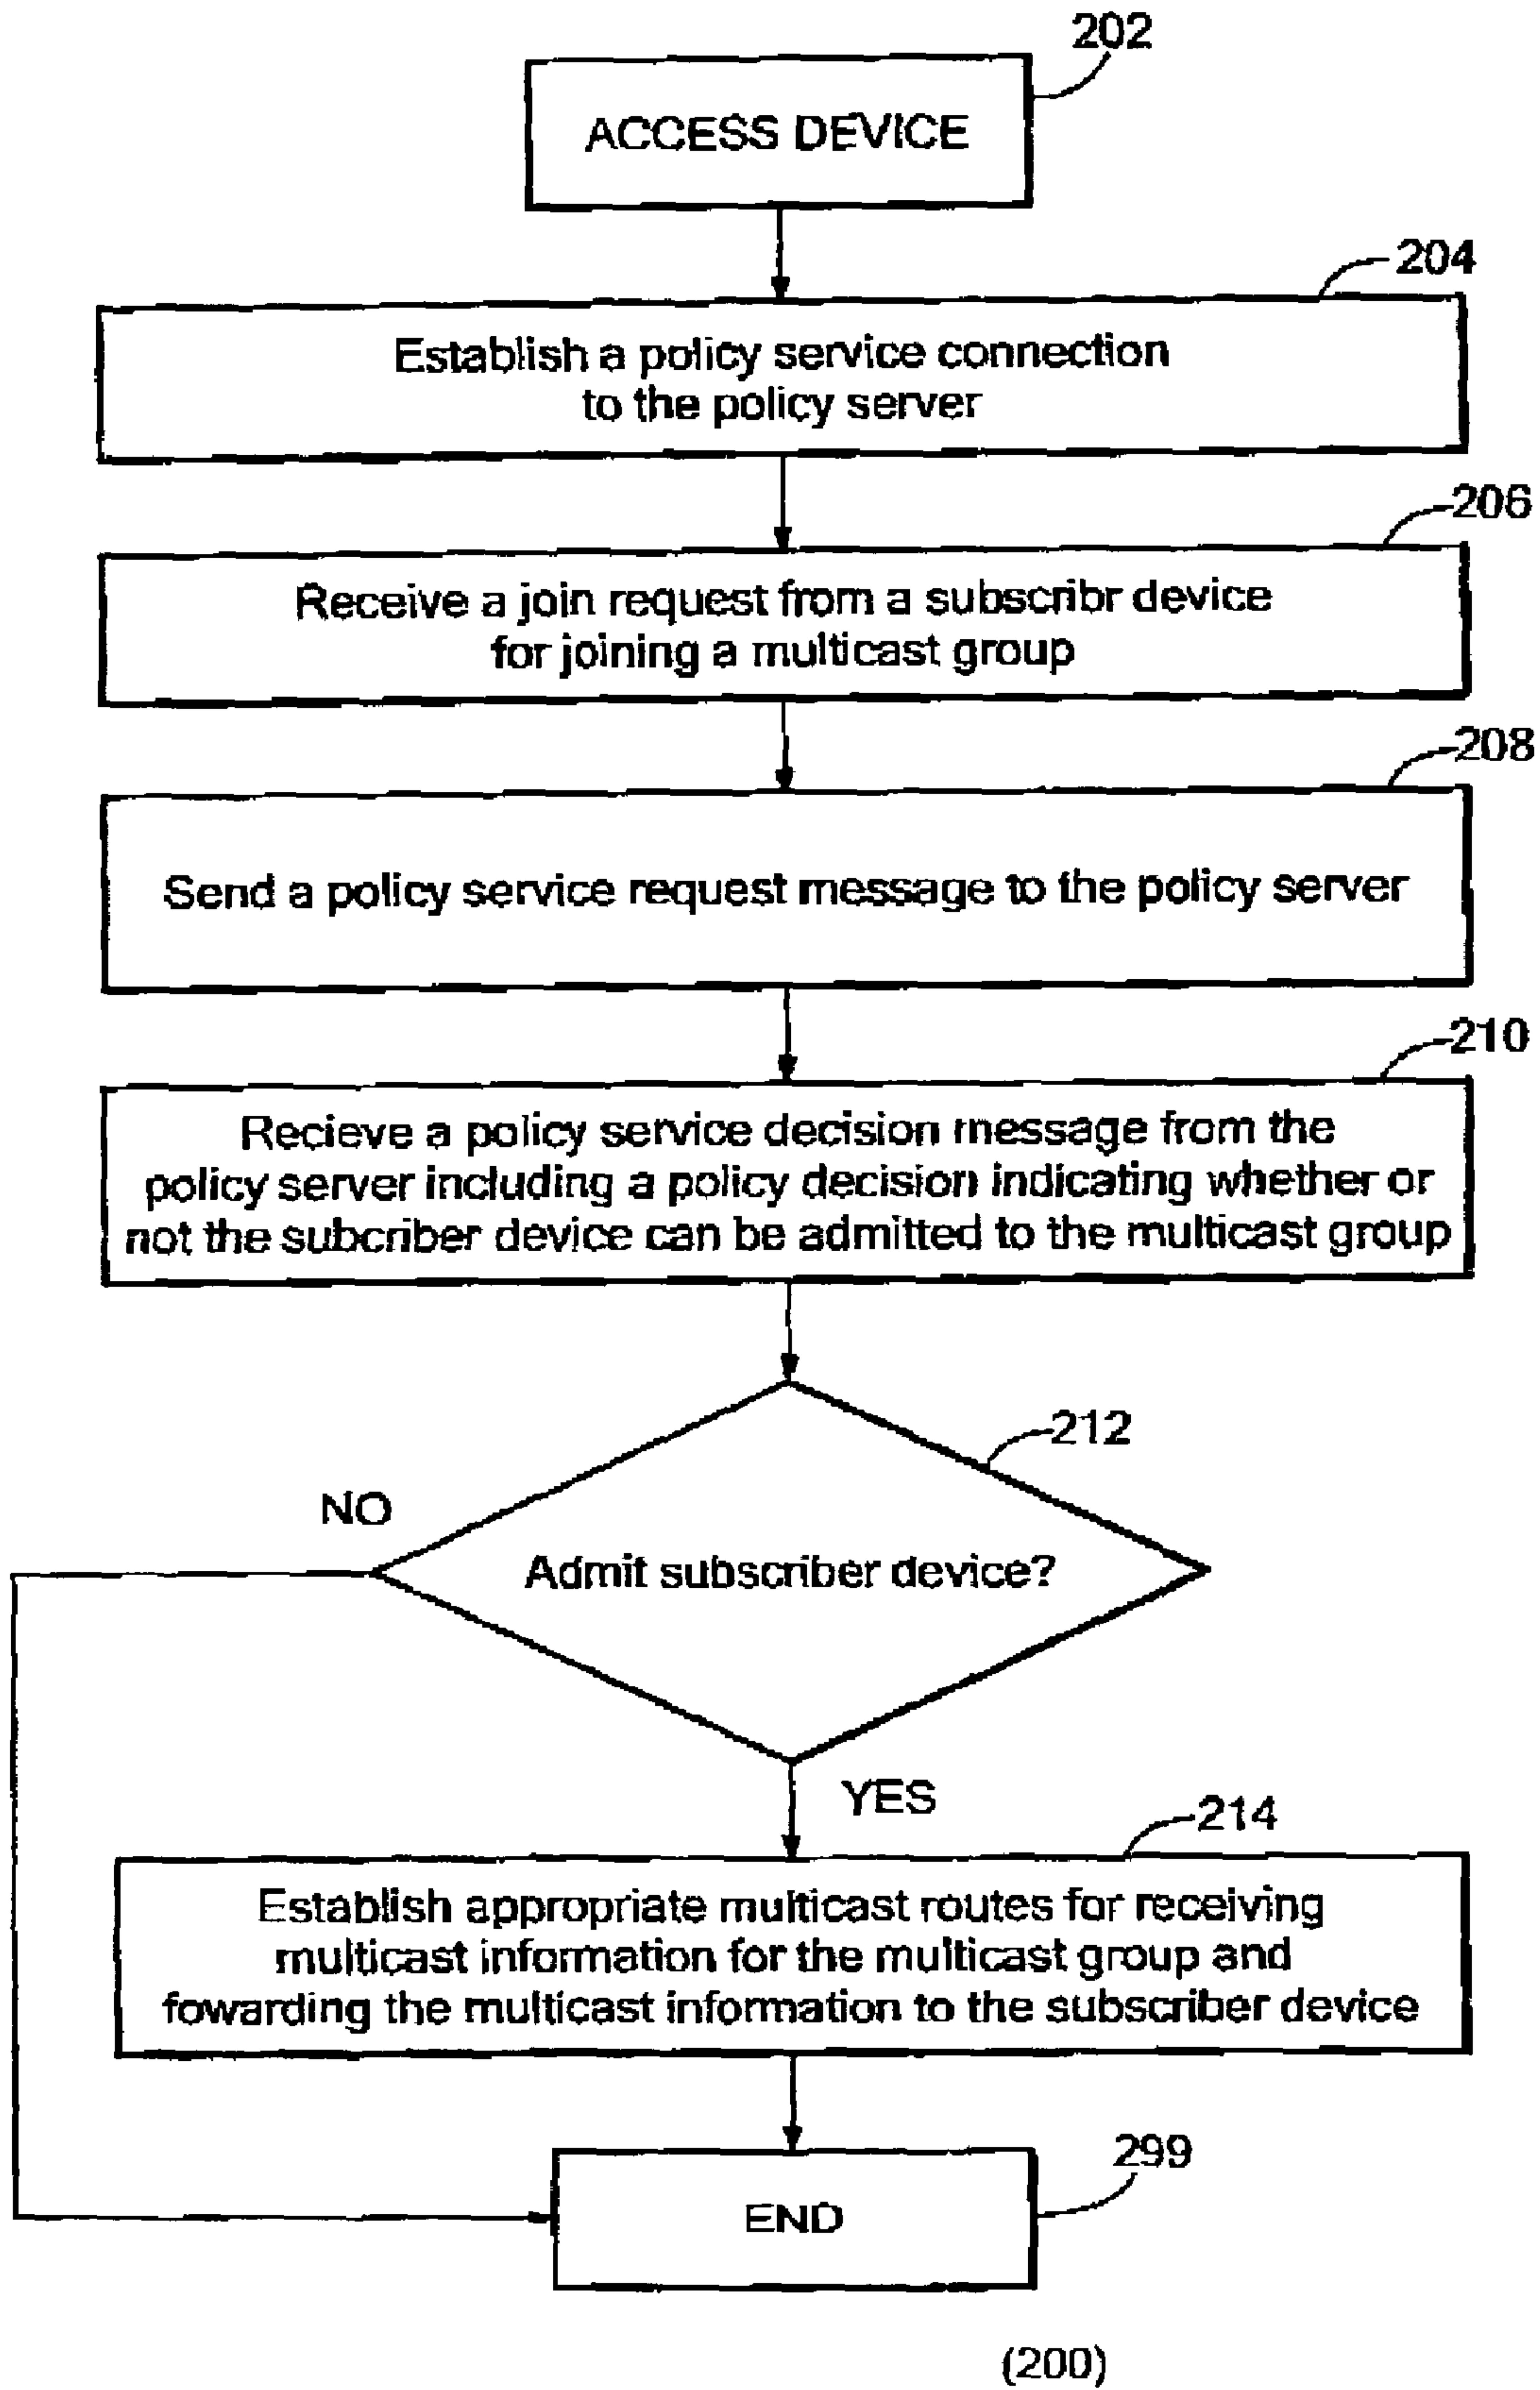 202
ACCESS DEVICE
204
Establish a policy service connection
to the policy server
206
Receive a join request from a subscribr device
for joining a multicast group
208
Send a policy service request message to the policy server
210
Recieve a policy service decision message from the
policy server including a policy decision indicating whether or
not the subcriber device can be admitted to the multicast group
212
NO
Admit subscriber device?
YES
214
Establish appropriate multicast routes for receiving
multicast information for the multicast group and
fowarding the multicast information to the subscriber device
299
END
(200)